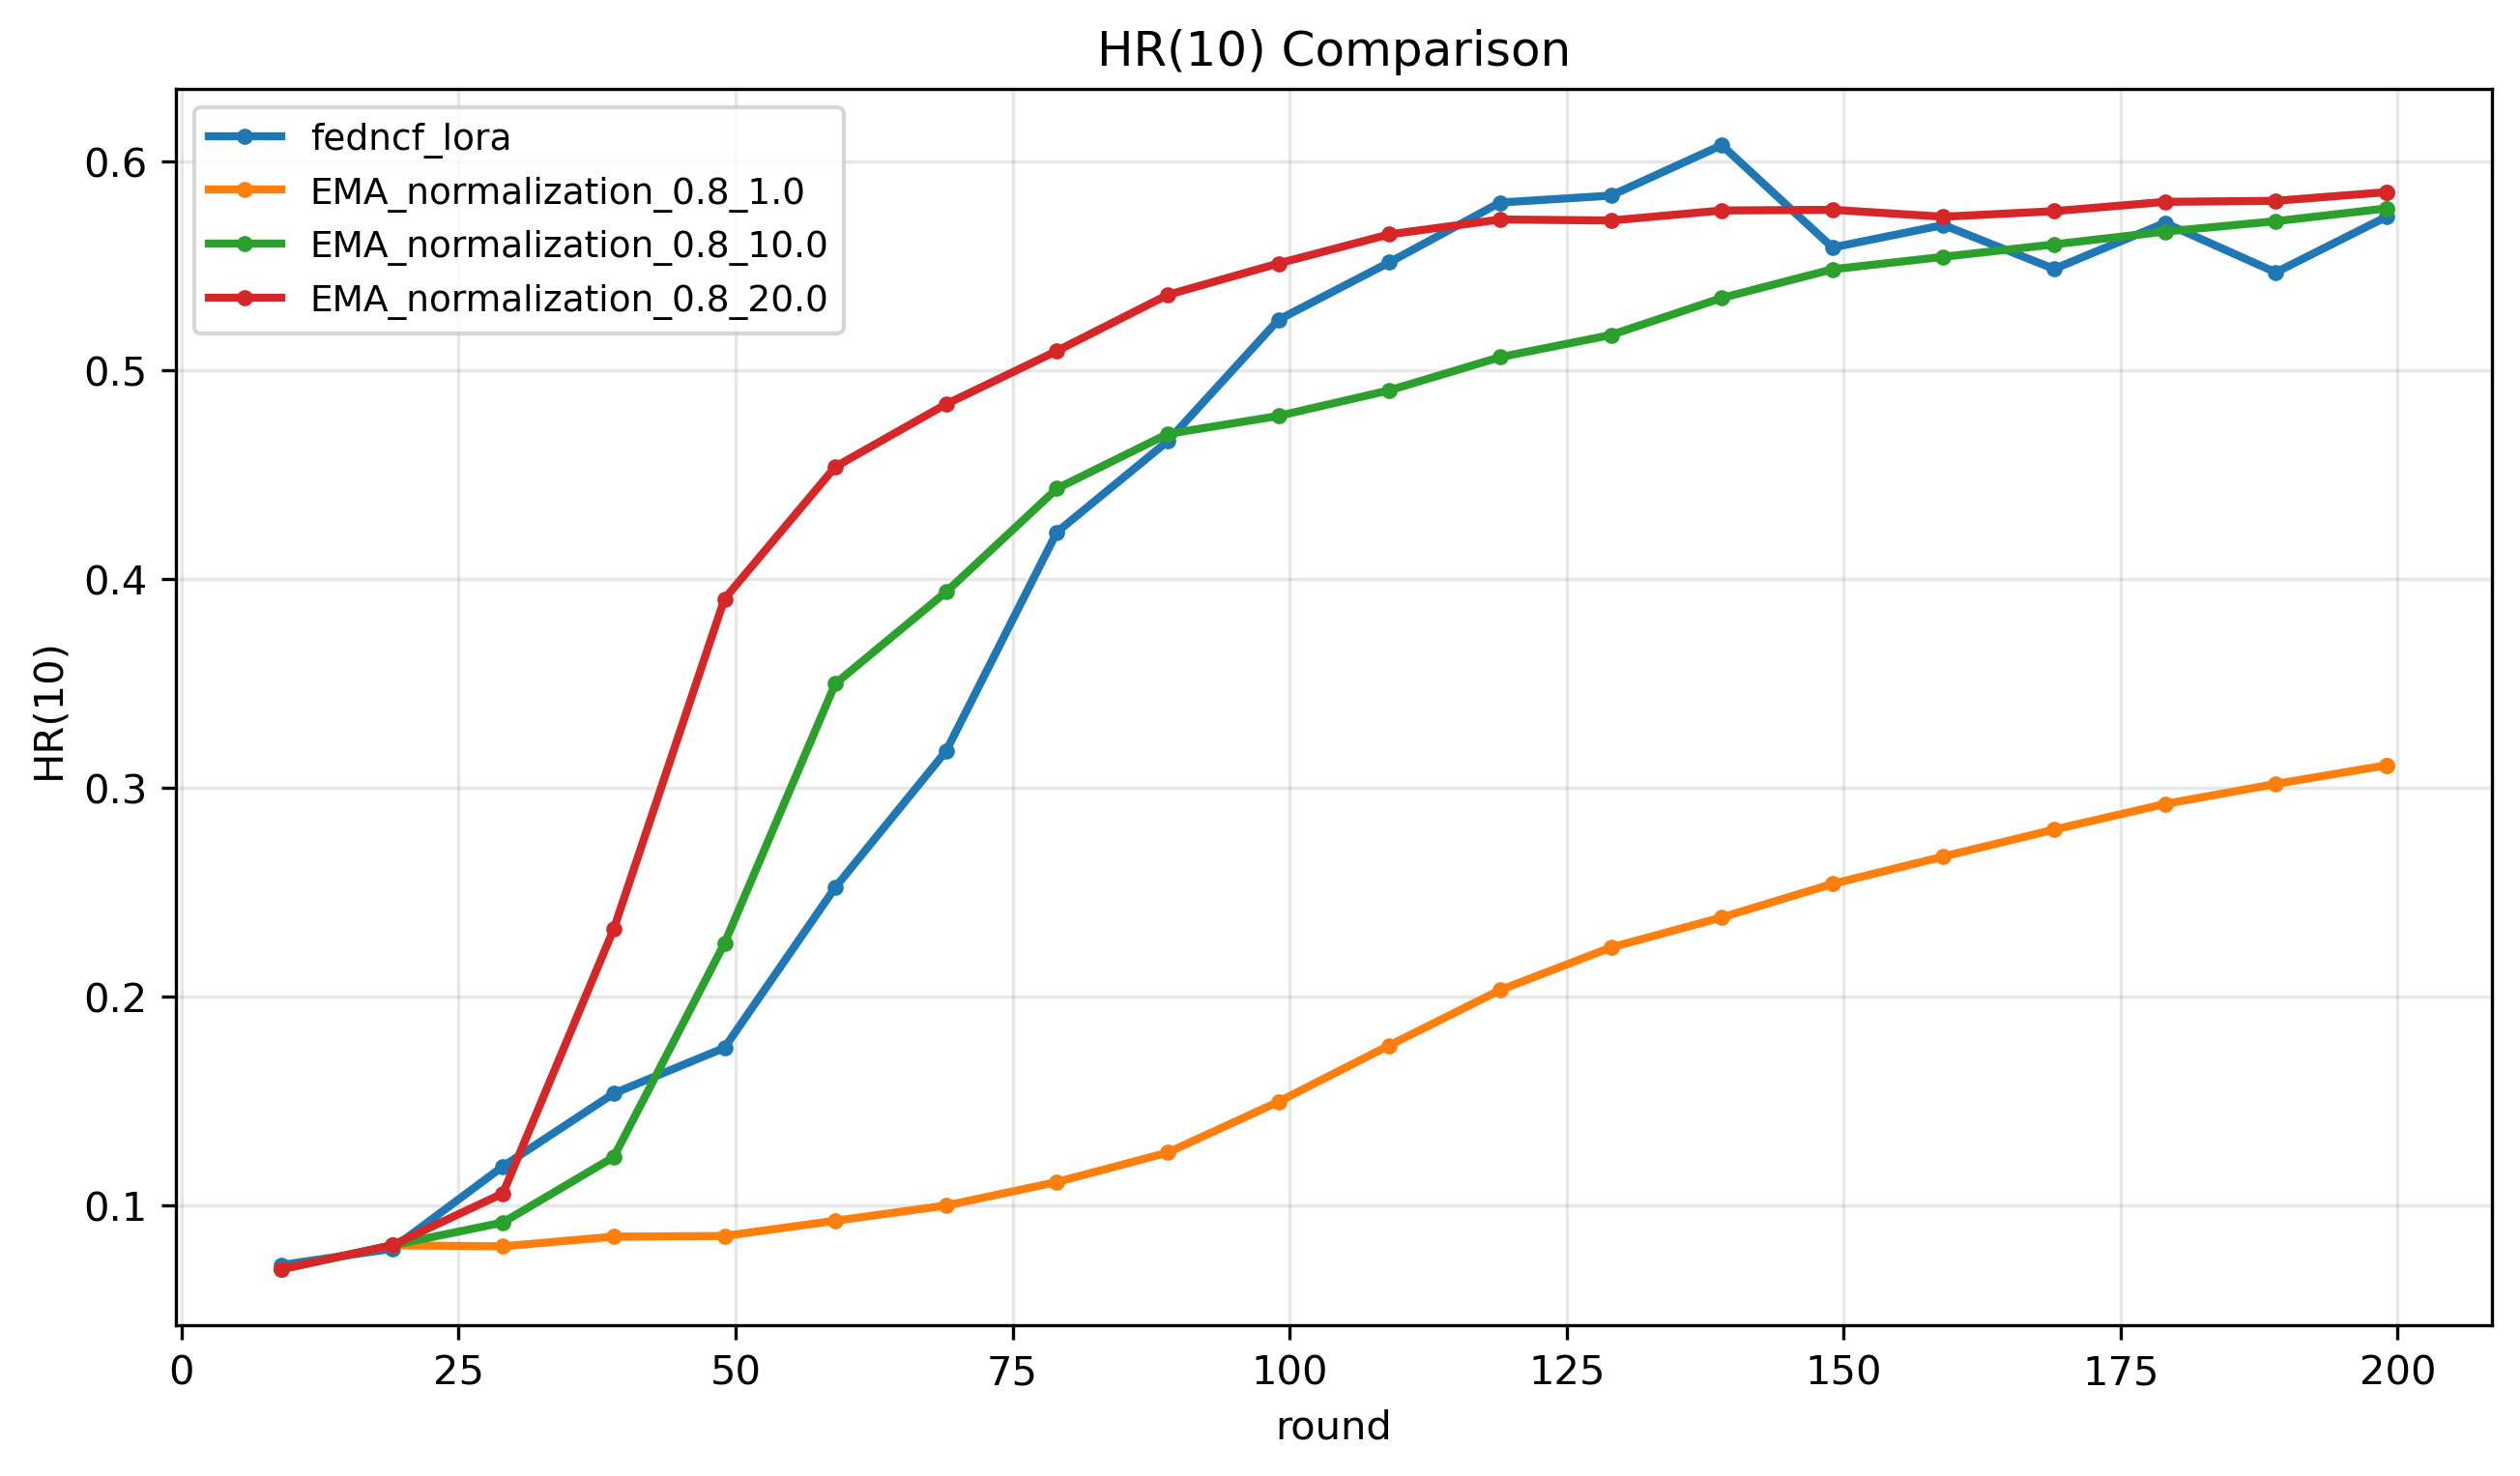 HR(10) Comparison
fedncf_lora
EMA_normalization_0.8_1.0
EMA_normalization_0.8_10.0
EMA_normalization_0.8_20.0
0.6
0.5
0.4
0.3
0.2
0.1
HR(10)
0 25 50 75 100 125 150 175 200
round